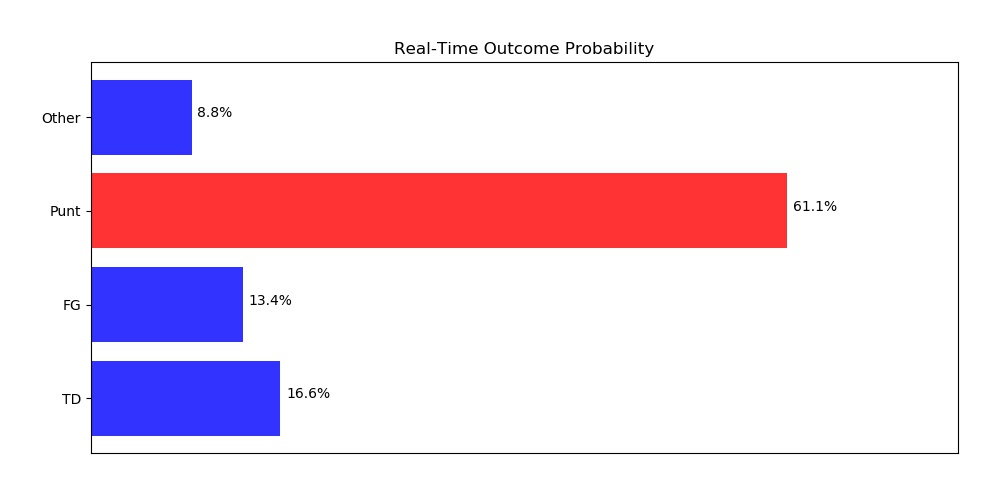 Real-Time Outcome Probability
Other
8.8%
Punt
61.1%
FG
13.4%
TD
16.6%